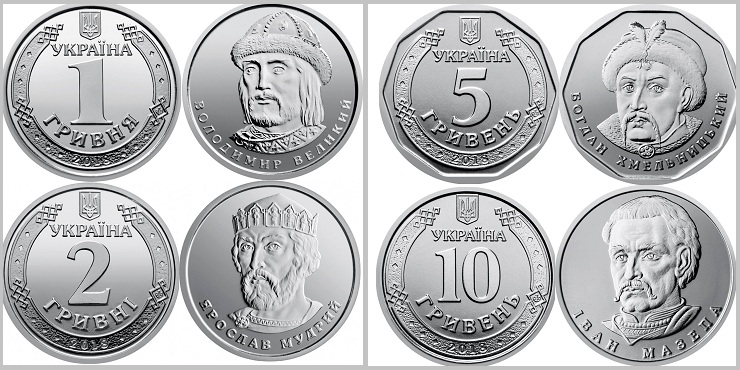 УКРАЇНА
1
ГРИВНЯ
2018
ВОЛОДИМИР ВЕЛИКИЙ
УКРАЇНА
5
ГРИВЕНЬ
2018
БОГДАН ХМЕЛЬНИЦЬКИЙ
УКРАЇНА
2
ГРИВНІ
2018
ЯРОСЛАВ МУДРИЙ
УКРАЇНА
10
ГРИВЕНЬ
2018
ІВАН МАЗЕПА